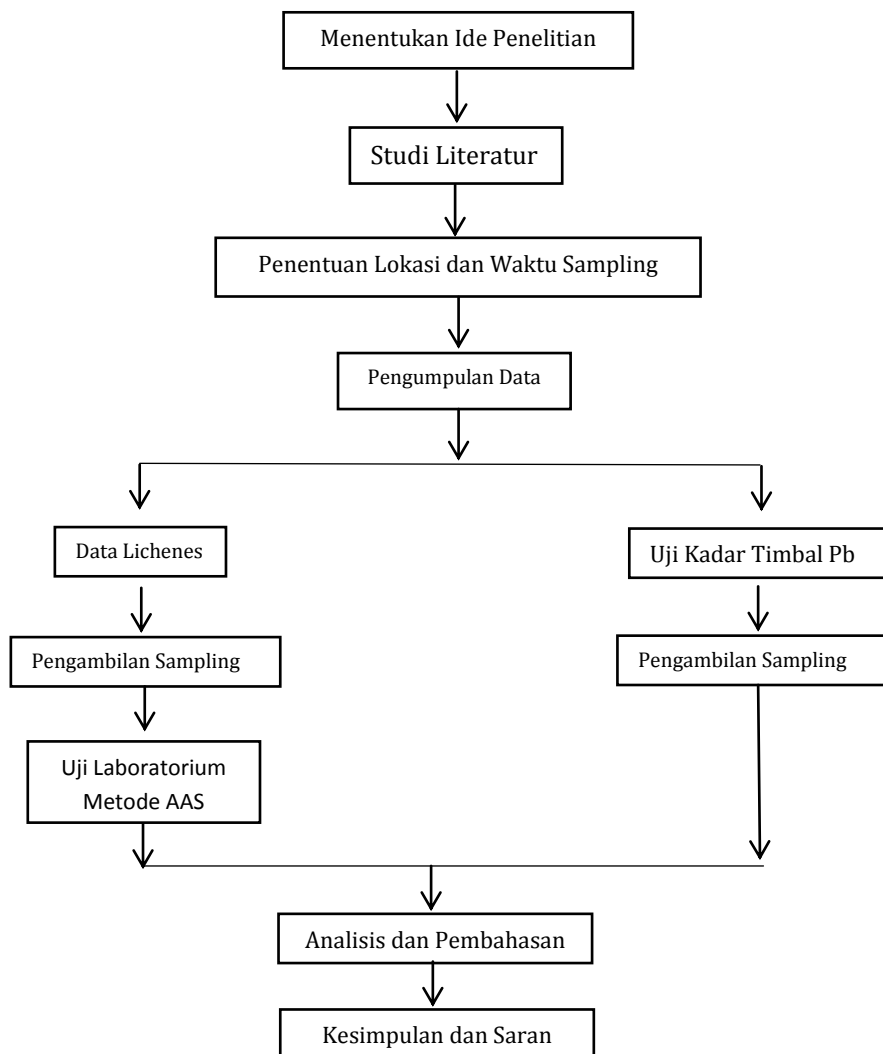 Menentukan Ide Penelitian
Studi Literatur
Penentuan Lokasi dan Waktu Sampling
Pengumpulan Data
Data Lichenes
Uji Kadar Timbal Pb
Pengambilan Sampling
Pengambilan Sampling
Uji Laboratorium
Metode AAS
Analisis dan Pembahasan
Kesimpulan dan Saran